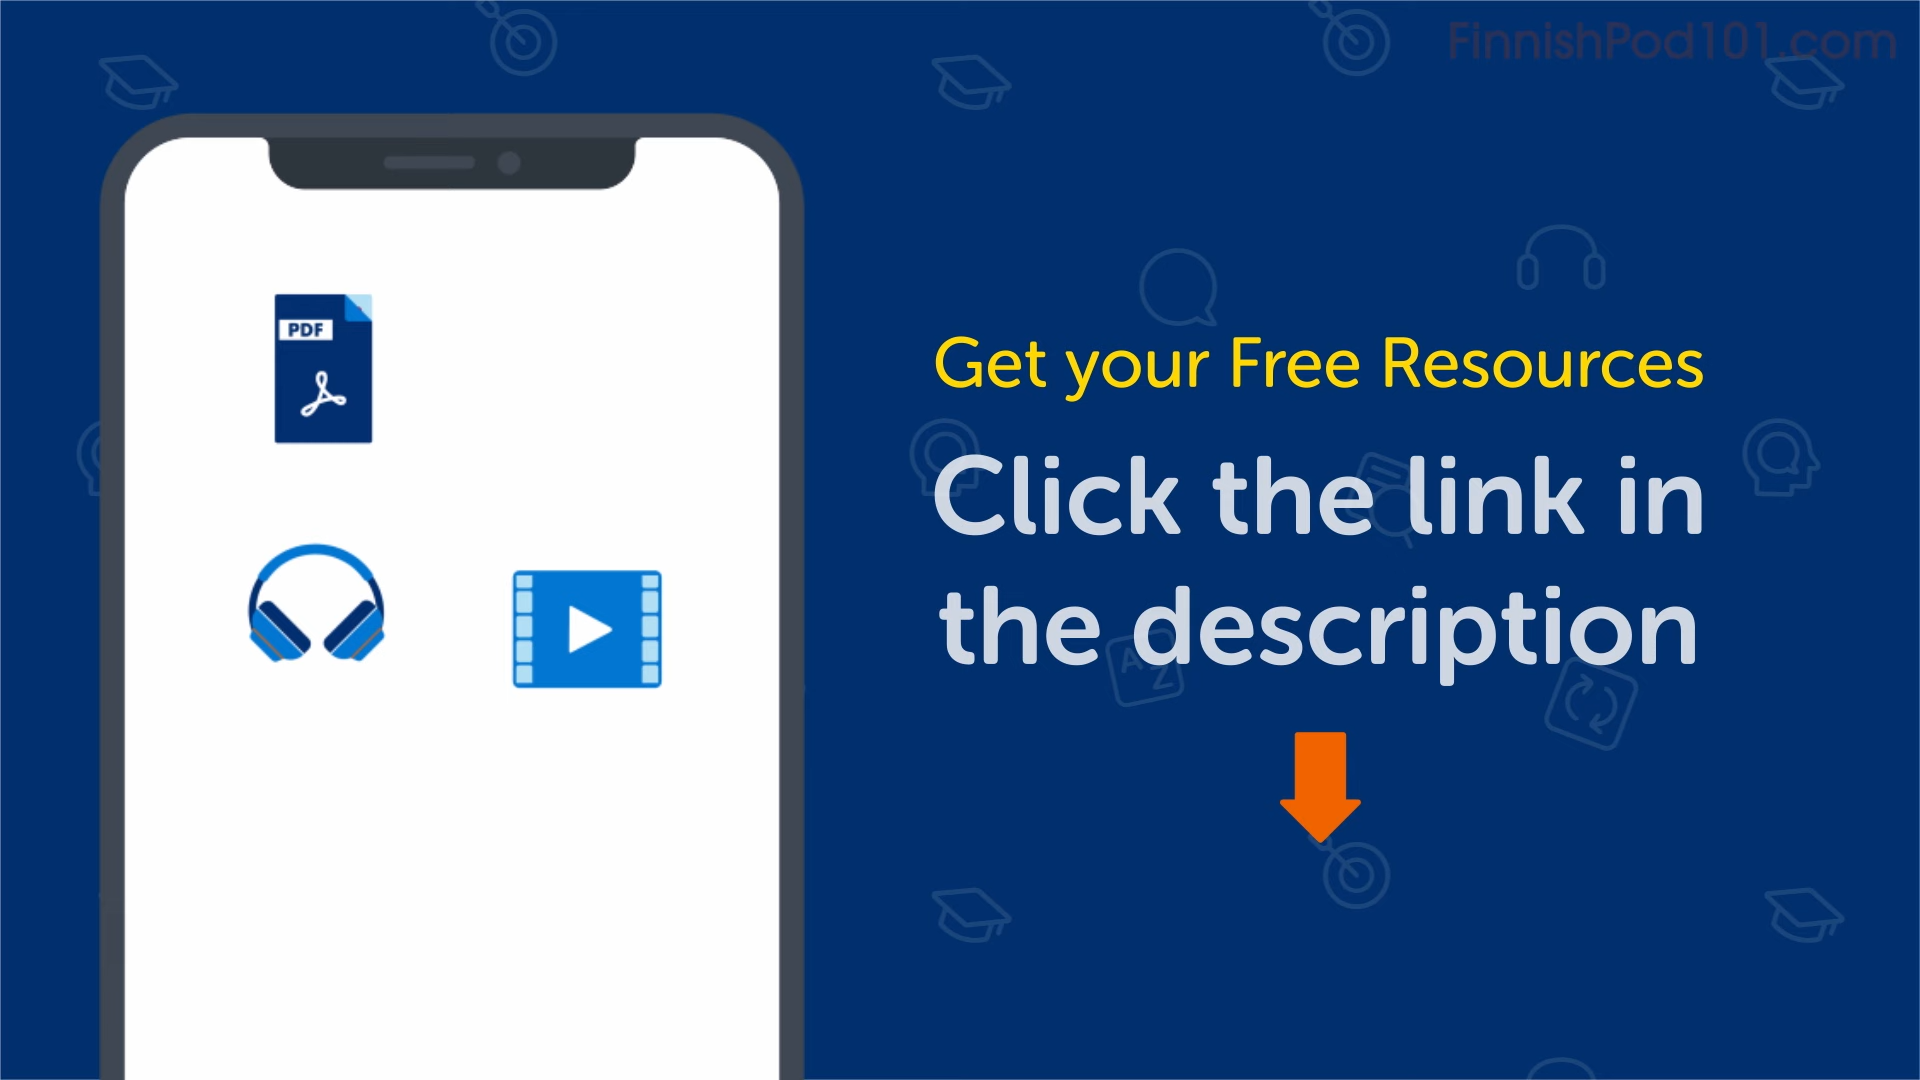 FinnishPod101.com
PDF
Get your Free Resources
Click the link in
the description
A
Z